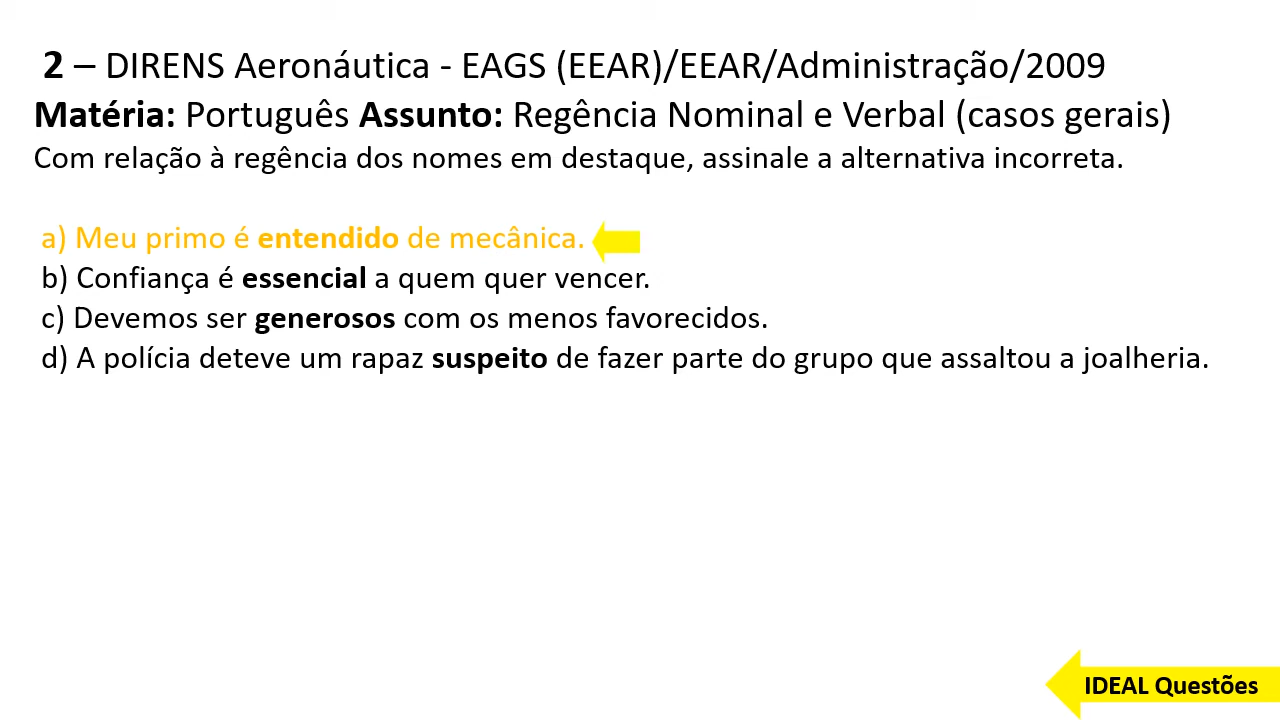 2 – DIRENS Aeronáutica - EAGS (EEAR)/EEAR/Administração/2009
Matéria: Português Assunto: Regência Nominal e Verbal (casos gerais)
Com relação à regência dos nomes em destaque, assinale a alternativa incorreta.
a) Meu primo é entendido de mecânica.
b) Confiança é essencial a quem quer vencer.
c) Devemos ser generosos com os menos favorecidos.
d) A polícia deteve um rapaz suspeito de fazer parte do grupo que assaltou a joalheria.
IDEAL Questões